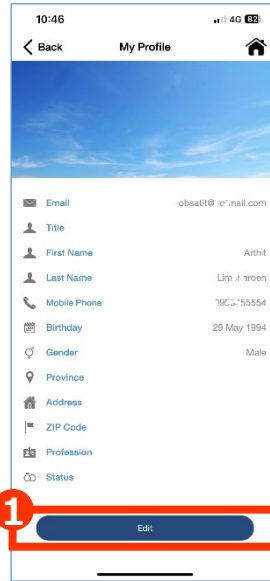 10:46 4G 82
Back My Profile
Email
Title
First Name Arthit
Last Name Lim
Mobile Phone
Birthday 29 May 1994
Gender Male
Province
Address
ZIP Code
Profession
Status
1
Edit